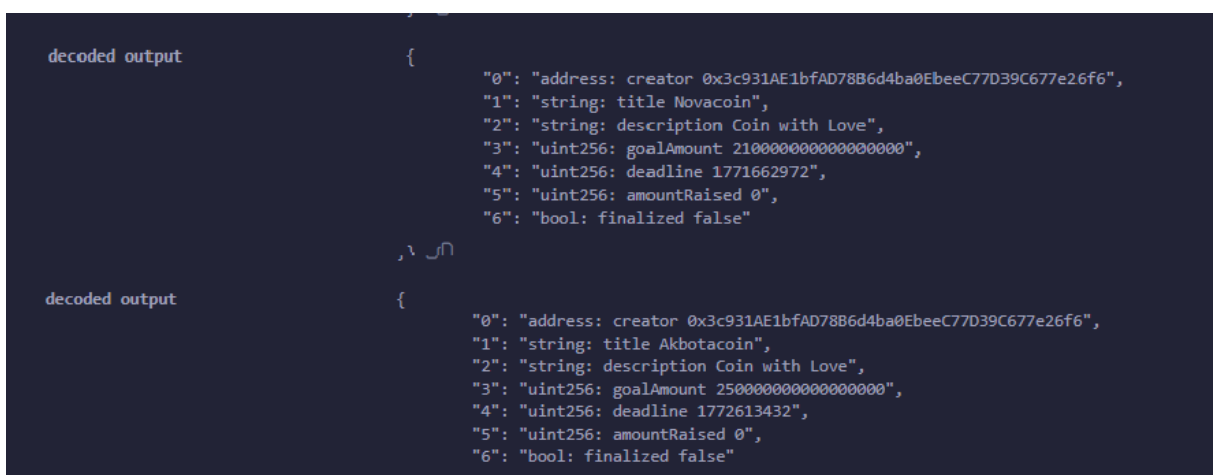 decoded output {
"0": "address: creator 0x3c931AE1bfAD78B6d4ba0EbeeC77D39C677e26f6",
"1": "string: title Novacoin",
"2": "string: description Coin with Love",
"3": "uint256: goalAmount 210000000000000000",
"4": "uint256: deadline 1771662972",
"5": "uint256: amountRaised 0",
"6": "bool: finalized false"
decoded output {
"0": "address: creator 0x3c931AE1bfAD78B6d4ba0EbeeC77D39C677e26f6",
"1": "string: title Akbotacoin",
"2": "string: description Coin with Love",
"3": "uint256: goalAmount 250000000000000000",
"4": "uint256: deadline 1772613432",
"5": "uint256: amountRaised 0",
"6": "bool: finalized false"